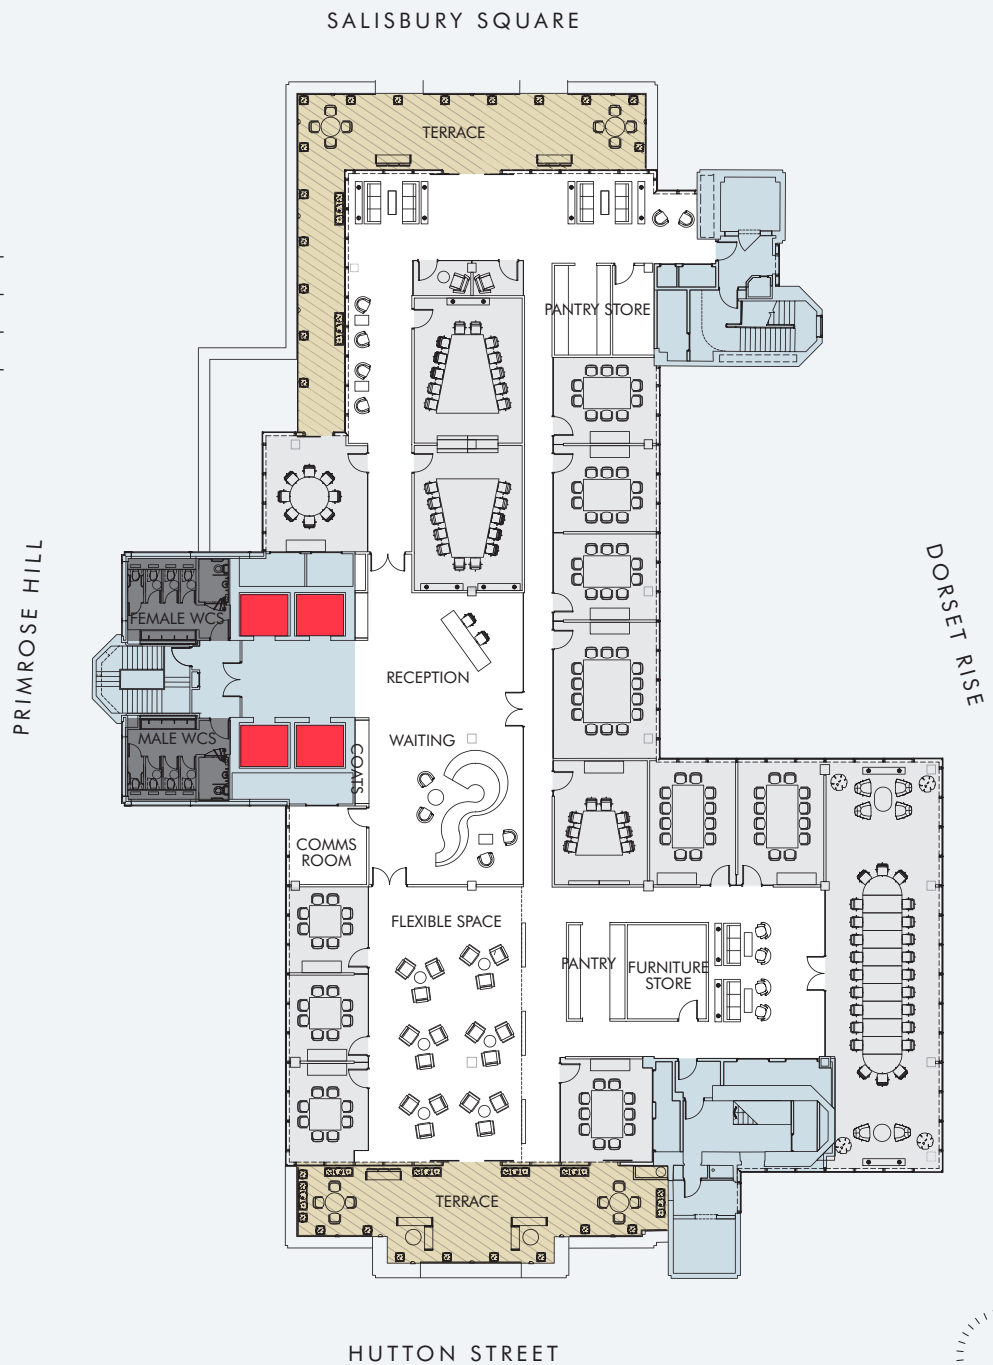 SALISBURY SQUARE
TERRACE
PANTRY STORE
PRIMROSE HILL
DORSET RISE
FEMALE WCS
RECEPTION
MALE WCS
WAITING
COATS
COMMS
ROOM
FLEXIBLE SPACE
PANTRY
FURNITURE
STORE
TERRACE
HUTTON STREET